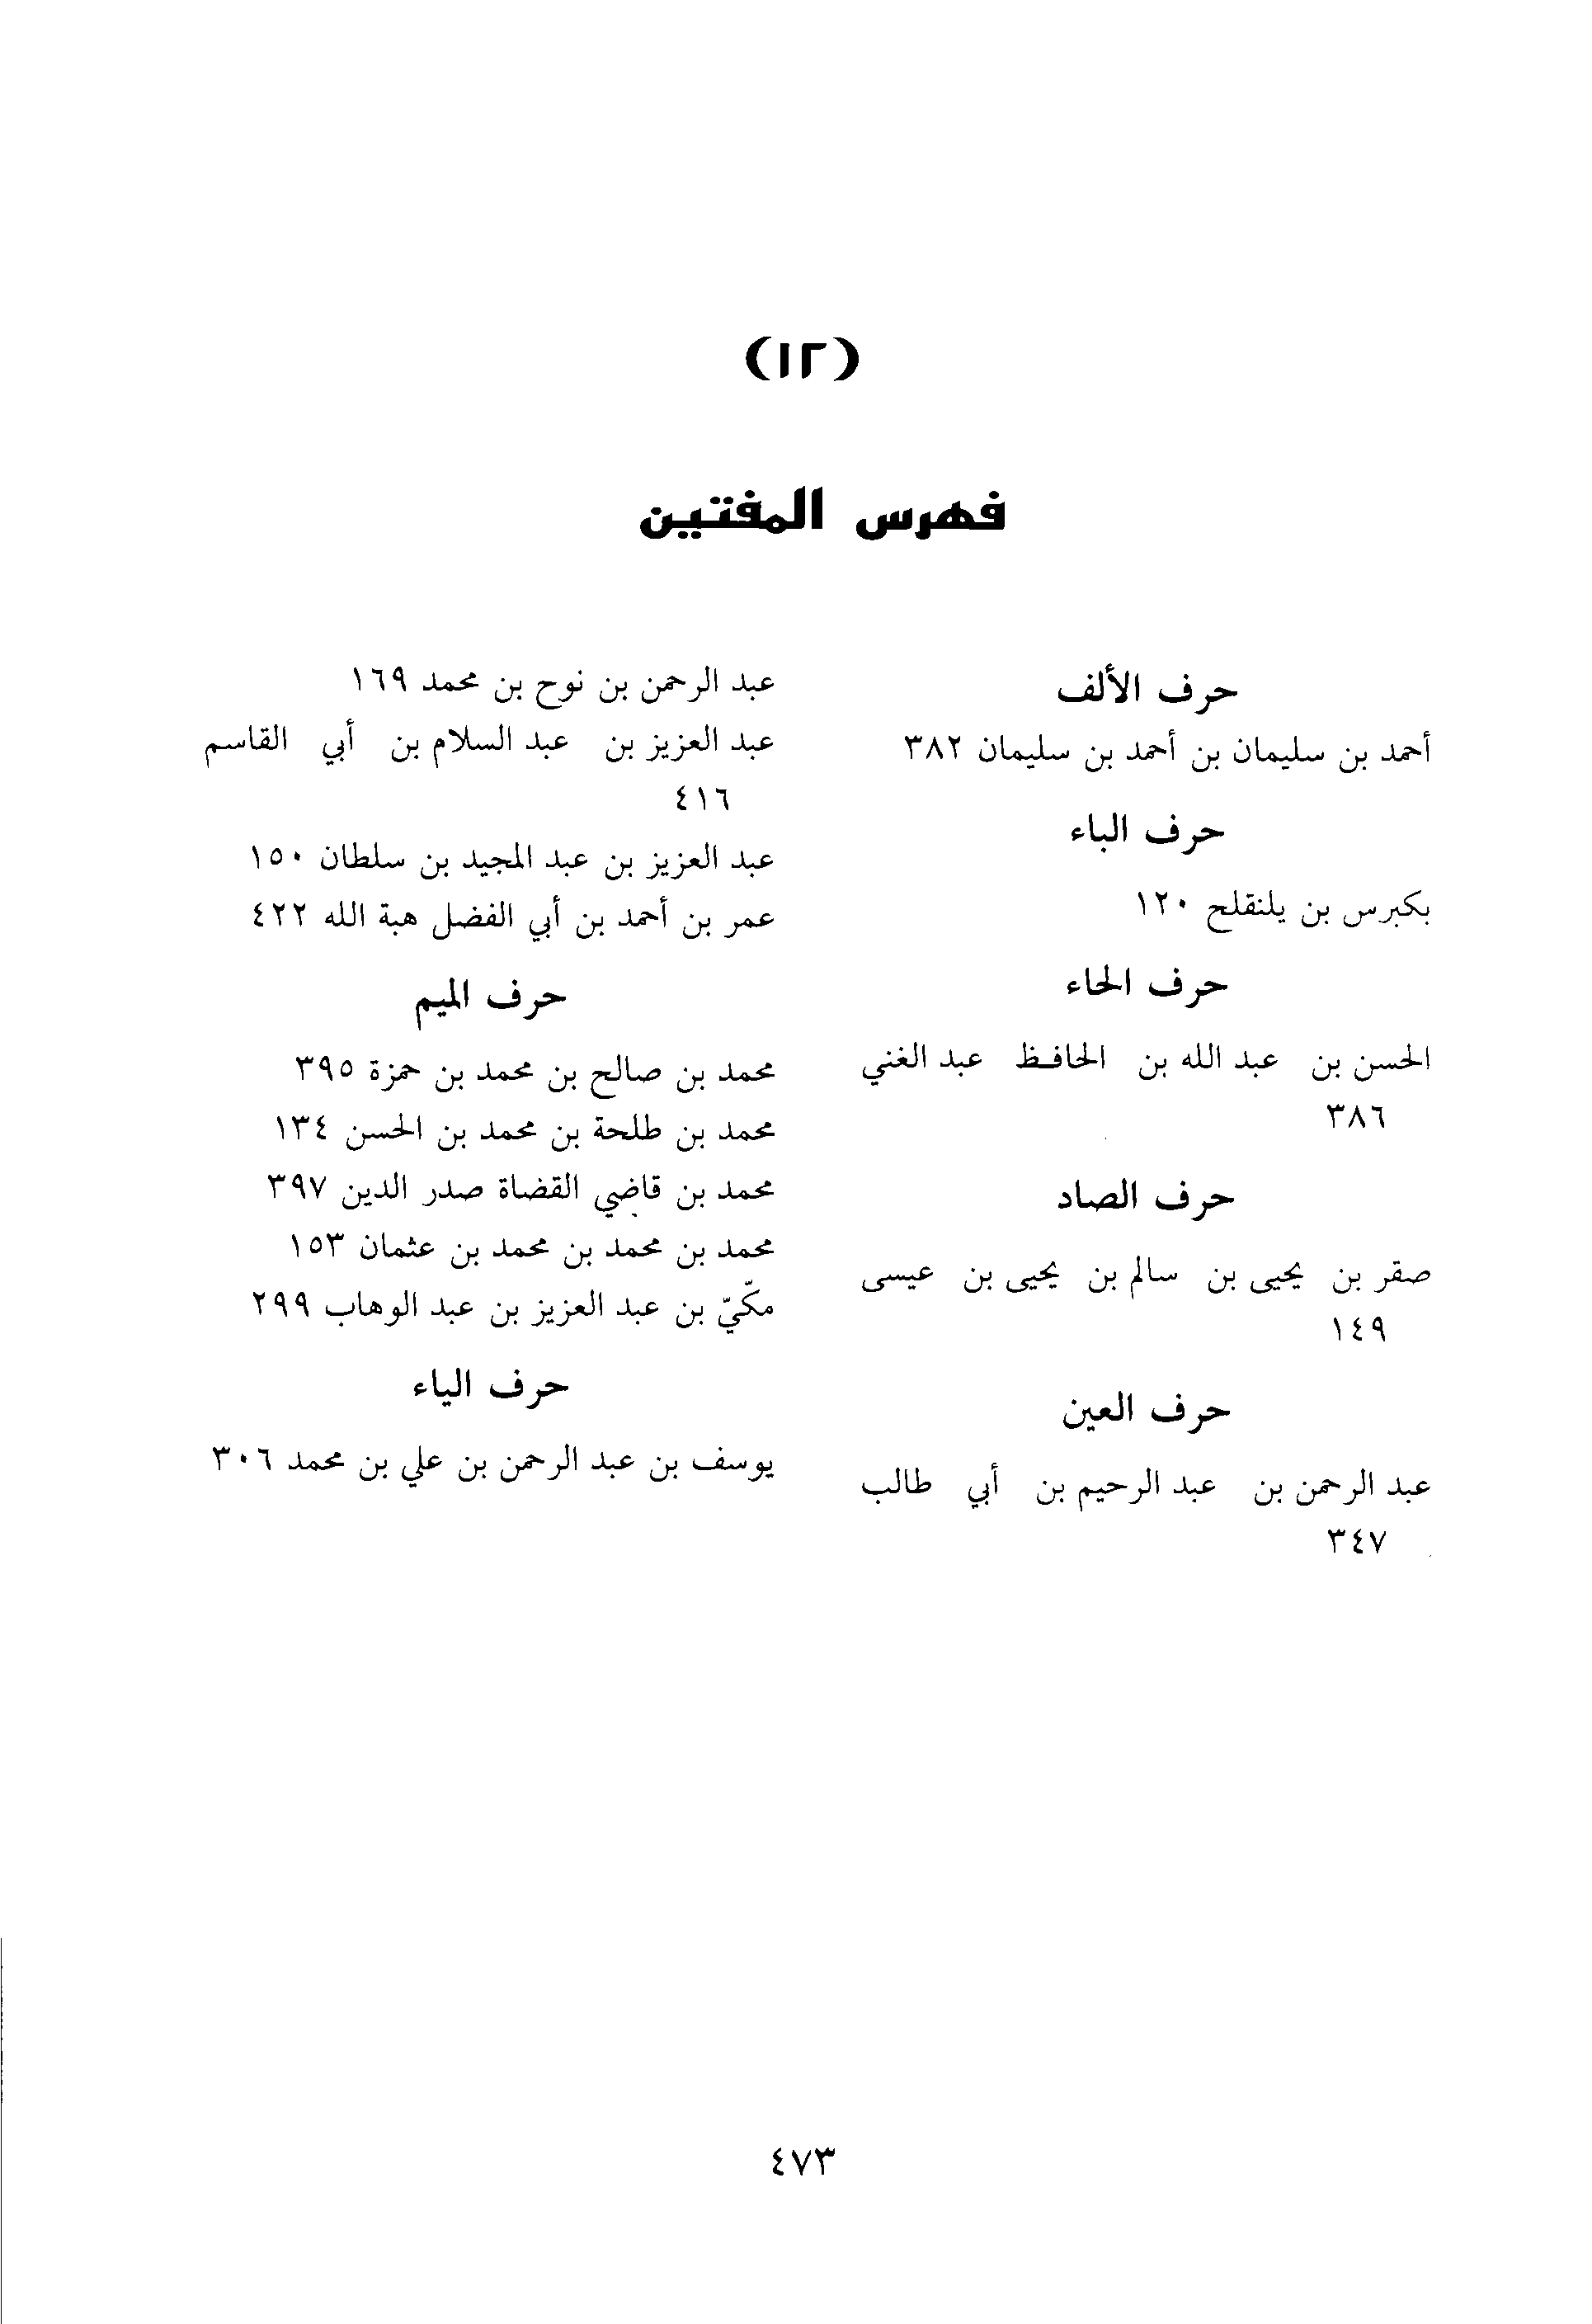 (١٢)
فهرس المفتين
حرف الألف
أحمد بن سليمان بن أحمد بن سليمان ٣٨٢
حرف الباء
بكبرس بن يلنقلح ١٢٠
حرف الحاء
الحسن بن عبد الله بن الحافظ عبد الغني
٣٨٦
حرف الصاد
صقر بن يحيى بن سالم بن يحيى بن عيسى
١٤٩
حرف العين
عبد الرحمن بن عبد الرحيم بن أبي طالب
٣٤٧
عبد الرحمن بن نوح بن محمد ١٦٩
عبد العزيز بن عبد السلام بن أبي القاسم
٤١٦
عبد العزيز بن عبد المجيد بن سلطان ١٥٠
عمر بن أحمد بن أبي الفضل هبة الله ٤٢٢
حرف الميم
محمد بن صالح بن محمد بن حمزة ٣٩٥
محمد بن طلحة بن محمد بن الحسن ١٣٤
محمد بن قاضي القضاة صدر الدين ٣٩٧
محمد بن محمد بن محمد بن عثمان ١٥٣
مكّيّ بن عبد العزيز بن عبد الوهاب ٢٩٩
حرف الياء
يوسف بن عبد الرحمن بن علي بن محمد ٣٠٦
٤٧٣